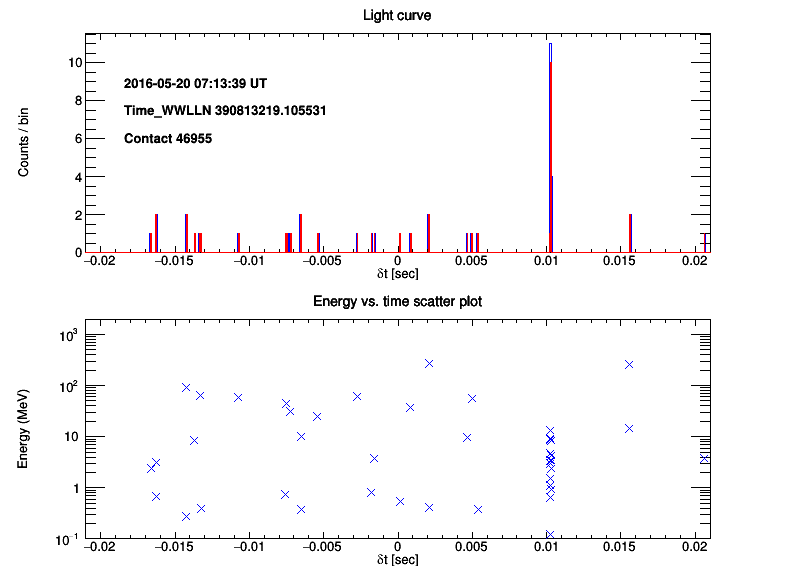 Light curve
Counts / bin
10
8
6
4
2
0
2016-05-20 07:13:39 UT
Time_WWLLN 390813219.105531
Contact 46955
−0.02 −0.015 −0.01 −0.005 0 0.005 0.01 0.015 0.02
δt [sec]
Energy vs. time scatter plot
Energy (MeV)
10³
10²
10
1
10⁻¹
−0.02 −0.015 −0.01 −0.005 0 0.005 0.01 0.015 0.02
δt [sec]